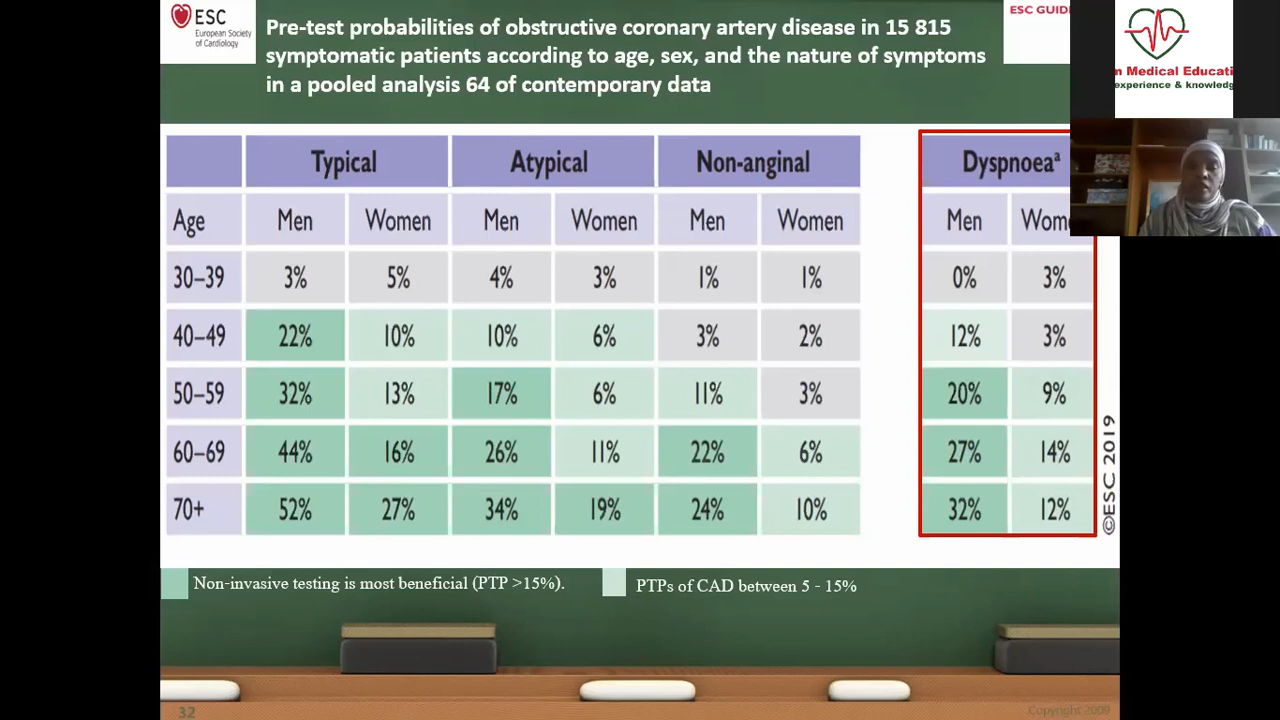 ESC
European Society
of Cardiology
Pre-test probabilities of obstructive coronary artery disease in 15 815
symptomatic patients according to age, sex, and the nature of symptoms
in a pooled analysis 64 of contemporary data
ESC GUID
Medical Educati
experience & knowledg
Typical Atypical Non-anginal Dyspnoeaᵃ
Age Men Women Men Women Men Women Men Wom
30–39 3% 5% 4% 3% 1% 1% 0% 3%
40–49 22% 10% 10% 6% 3% 2% 12% 3%
50–59 32% 13% 17% 6% 11% 3% 20% 9%
60–69 44% 16% 26% 11% 22% 6% 27% 14%
70+ 52% 27% 34% 19% 24% 10% 32% 12%
©ESC 2019
Non-invasive testing is most beneficial (PTP >15%).
PTPs of CAD between 5 - 15%
32
Copyright 2009